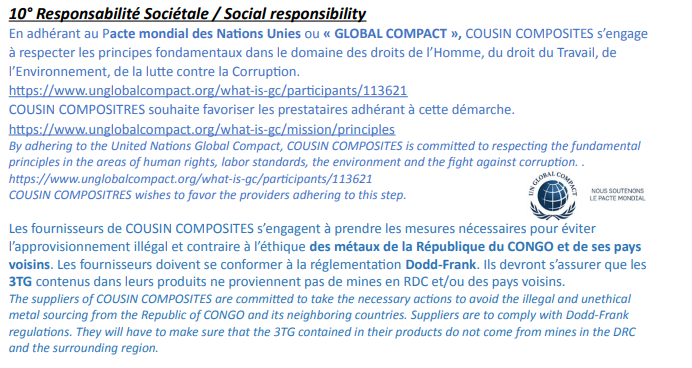 10° Responsabilité Sociétale / Social responsibility
En adhérant au Pacte mondial des Nations Unies ou « GLOBAL COMPACT », COUSIN COMPOSITES s’engage
à respecter les principes fondamentaux dans le domaine des droits de l’Homme, du droit du Travail, de
l’Environnement, de la lutte contre la Corruption.
https://www.unglobalcompact.org/what-is-gc/participants/113621
COUSIN COMPOSITRES souhaite favoriser les prestataires adhérant à cette démarche.
https://www.unglobalcompact.org/what-is-gc/mission/principles
By adhering to the United Nations Global Compact, COUSIN COMPOSITES is committed to respecting the fundamental
principles in the areas of human rights, labor standards, the environment and the fight against corruption. .
https://www.unglobalcompact.org/what-is-gc/participants/113621
COUSIN COMPOSITRES wishes to favor the providers adhering to this step.
UN GLOBAL COMPACT
NOUS SOUTENONS
LE PACTE MONDIAL
Les fournisseurs de COUSIN COMPOSITES s’engagent à prendre les mesures nécessaires pour éviter
l’approvisionnement illégal et contraire à l’éthique des métaux de la République du CONGO et de ses pays
voisins. Les fournisseurs doivent se conformer à la réglementation Dodd-Frank. Ils devront s’assurer que les
3TG contenus dans leurs produits ne proviennent pas de mines en RDC et/ou des pays voisins.
The suppliers of COUSIN COMPOSITES are committed to take the necessary actions to avoid the illegal and unethical
metal sourcing from the Republic of CONGO and its neighboring countries. Suppliers are to comply with Dodd-Frank
regulations. They will have to make sure that the 3TG contained in their products do not come from mines in the DRC
and the surrounding region.